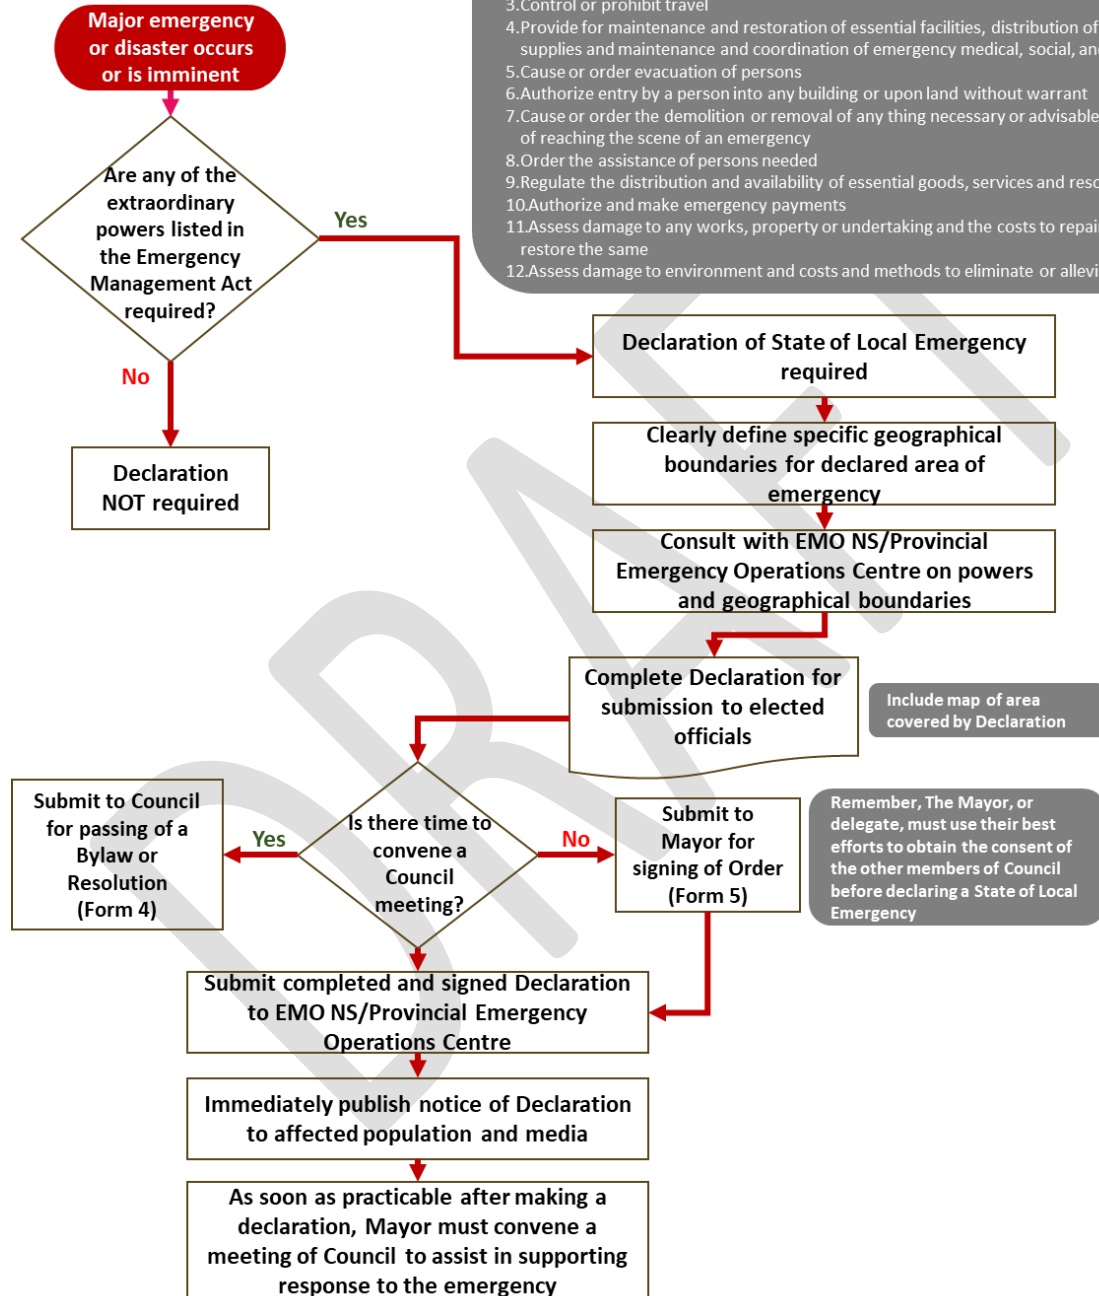 Major emergency
or disaster occurs
or is imminent
3.Control or prohibit travel
4.Provide for maintenance and restoration of essential facilities, distribution of
supplies and maintenance and coordination of emergency medical, social, and
5.Cause or order evacuation of persons
6.Authorize entry by a person into any building or upon land without warrant
7.Cause or order the demolition or removal of any thing necessary or advisable
of reaching the scene of an emergency
8.Order the assistance of persons needed
9.Regulate the distribution and availability of essential goods, services and
10.Authorize and make emergency payments
11.Assess damage to any works, property or undertaking and the costs to repair
restore the same
12.Assess damage to environment and costs and methods to eliminate or
Are any of the
extraordinary
powers listed in
the Emergency
Management Act
required?
Yes
No
Declaration
NOT required
Declaration of State of Local Emergency
required
Clearly define specific geographical
boundaries for declared area of
emergency
Consult with EMO NS/Provincial
Emergency Operations Centre on powers
and geographical boundaries
Complete Declaration for
submission to elected
officials
Include map of area
covered by Declaration
Is there time to
convene a
Council
meeting?
Yes
No
Submit to Council
for passing of a
Bylaw or
Resolution
(Form 4)
Submit to
Mayor for
signing of Order
(Form 5)
Remember, The Mayor, or
delegate, must use their best
efforts to obtain the consent of
the other members of Council
before declaring a State of Local
Emergency
Submit completed and signed Declaration
to EMO NS/Provincial Emergency
Operations Centre
Immediately publish notice of Declaration
to affected population and media
As soon as practicable after making a
declaration, Mayor must convene a
meeting of Council to assist in supporting
response to the emergency
DRAFT